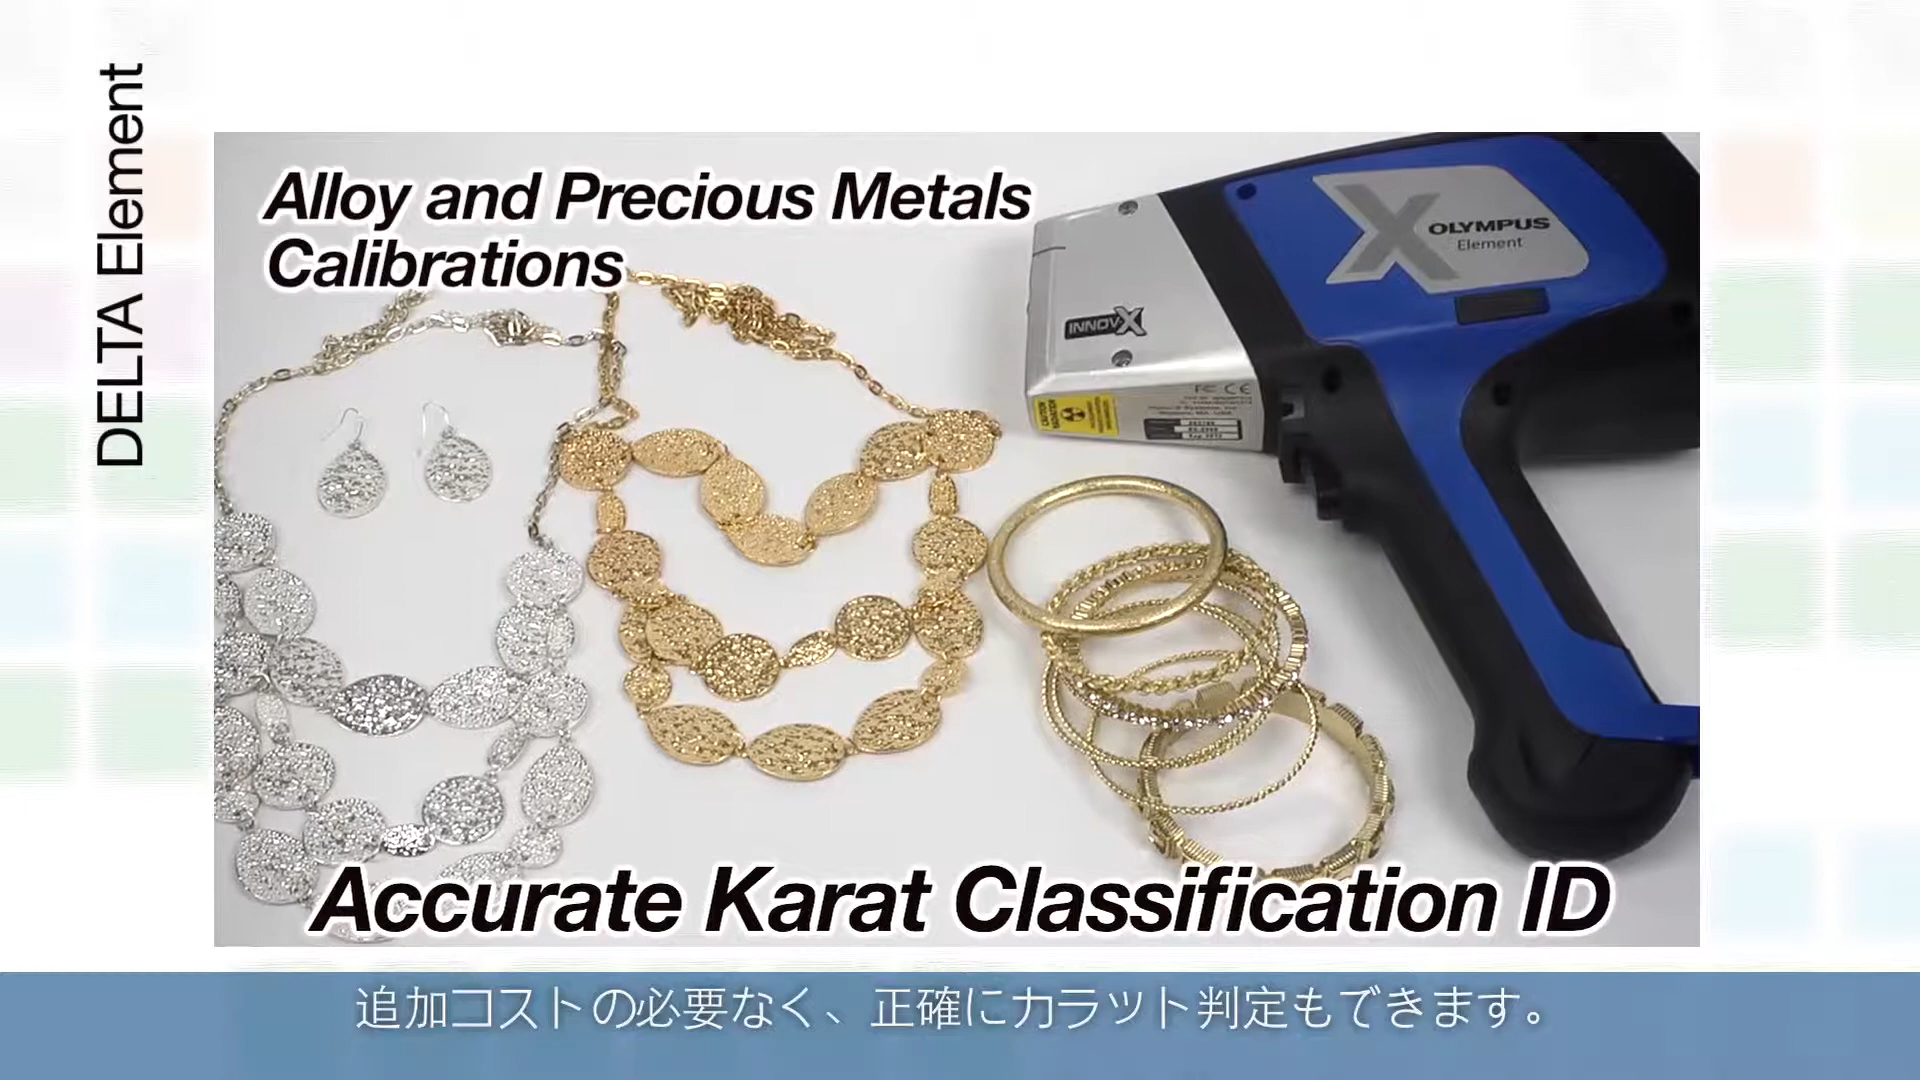 DELTA Element
Alloy and Precious Metals
Calibrations
OLYMPUS
Element
INNOVX
Accurate Karat Classification ID
追加コストの必要なく、正確にカラット判定もできます。